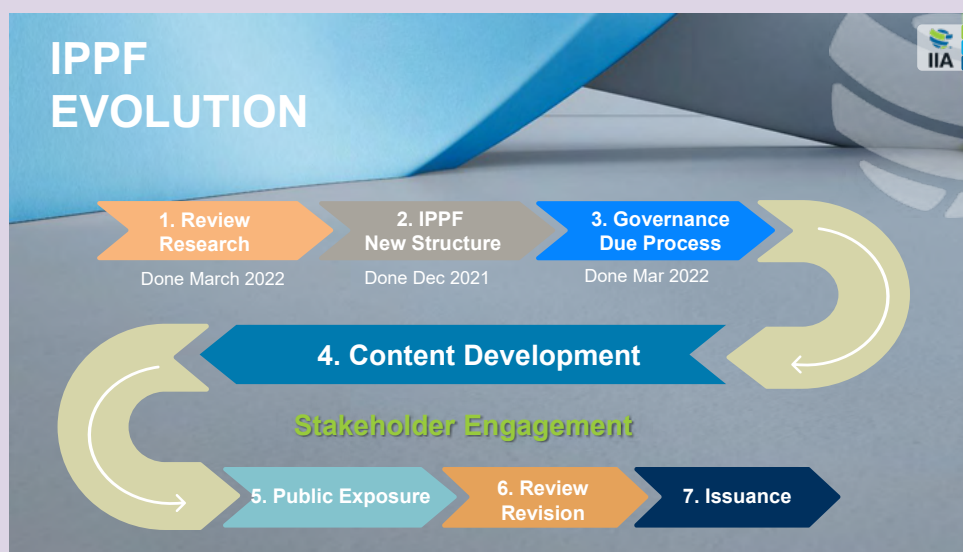 IPPF
EVOLUTION
IIA
1. Review
Research
2. IPPF
New Structure
3. Governance
Due Process
Done March 2022
Done Dec 2021
Done Mar 2022
4. Content Development
Stakeholder Engagement
5. Public Exposure
6. Review
Revision
7. Issuance